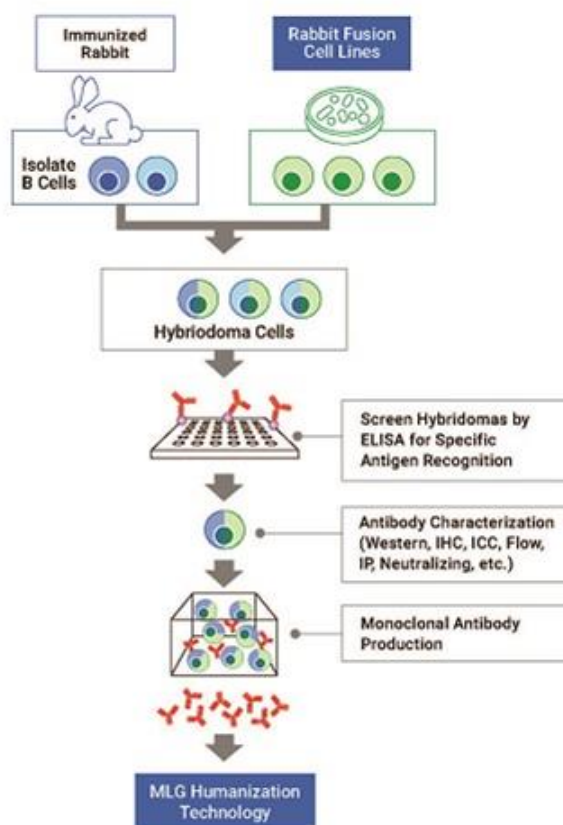 Immunized
Rabbit
Rabbit Fusion
Cell Lines
Isolate
B Cells
Hybriodoma Cells
Screen Hybridomas by
ELISA for Specific
Antigen Recognition
Antibody Characterization
(Western, IHC, ICC, Flow,
IP, Neutralizing, etc.)
Monoclonal Antibody
Production
MLG Humanization
Technology